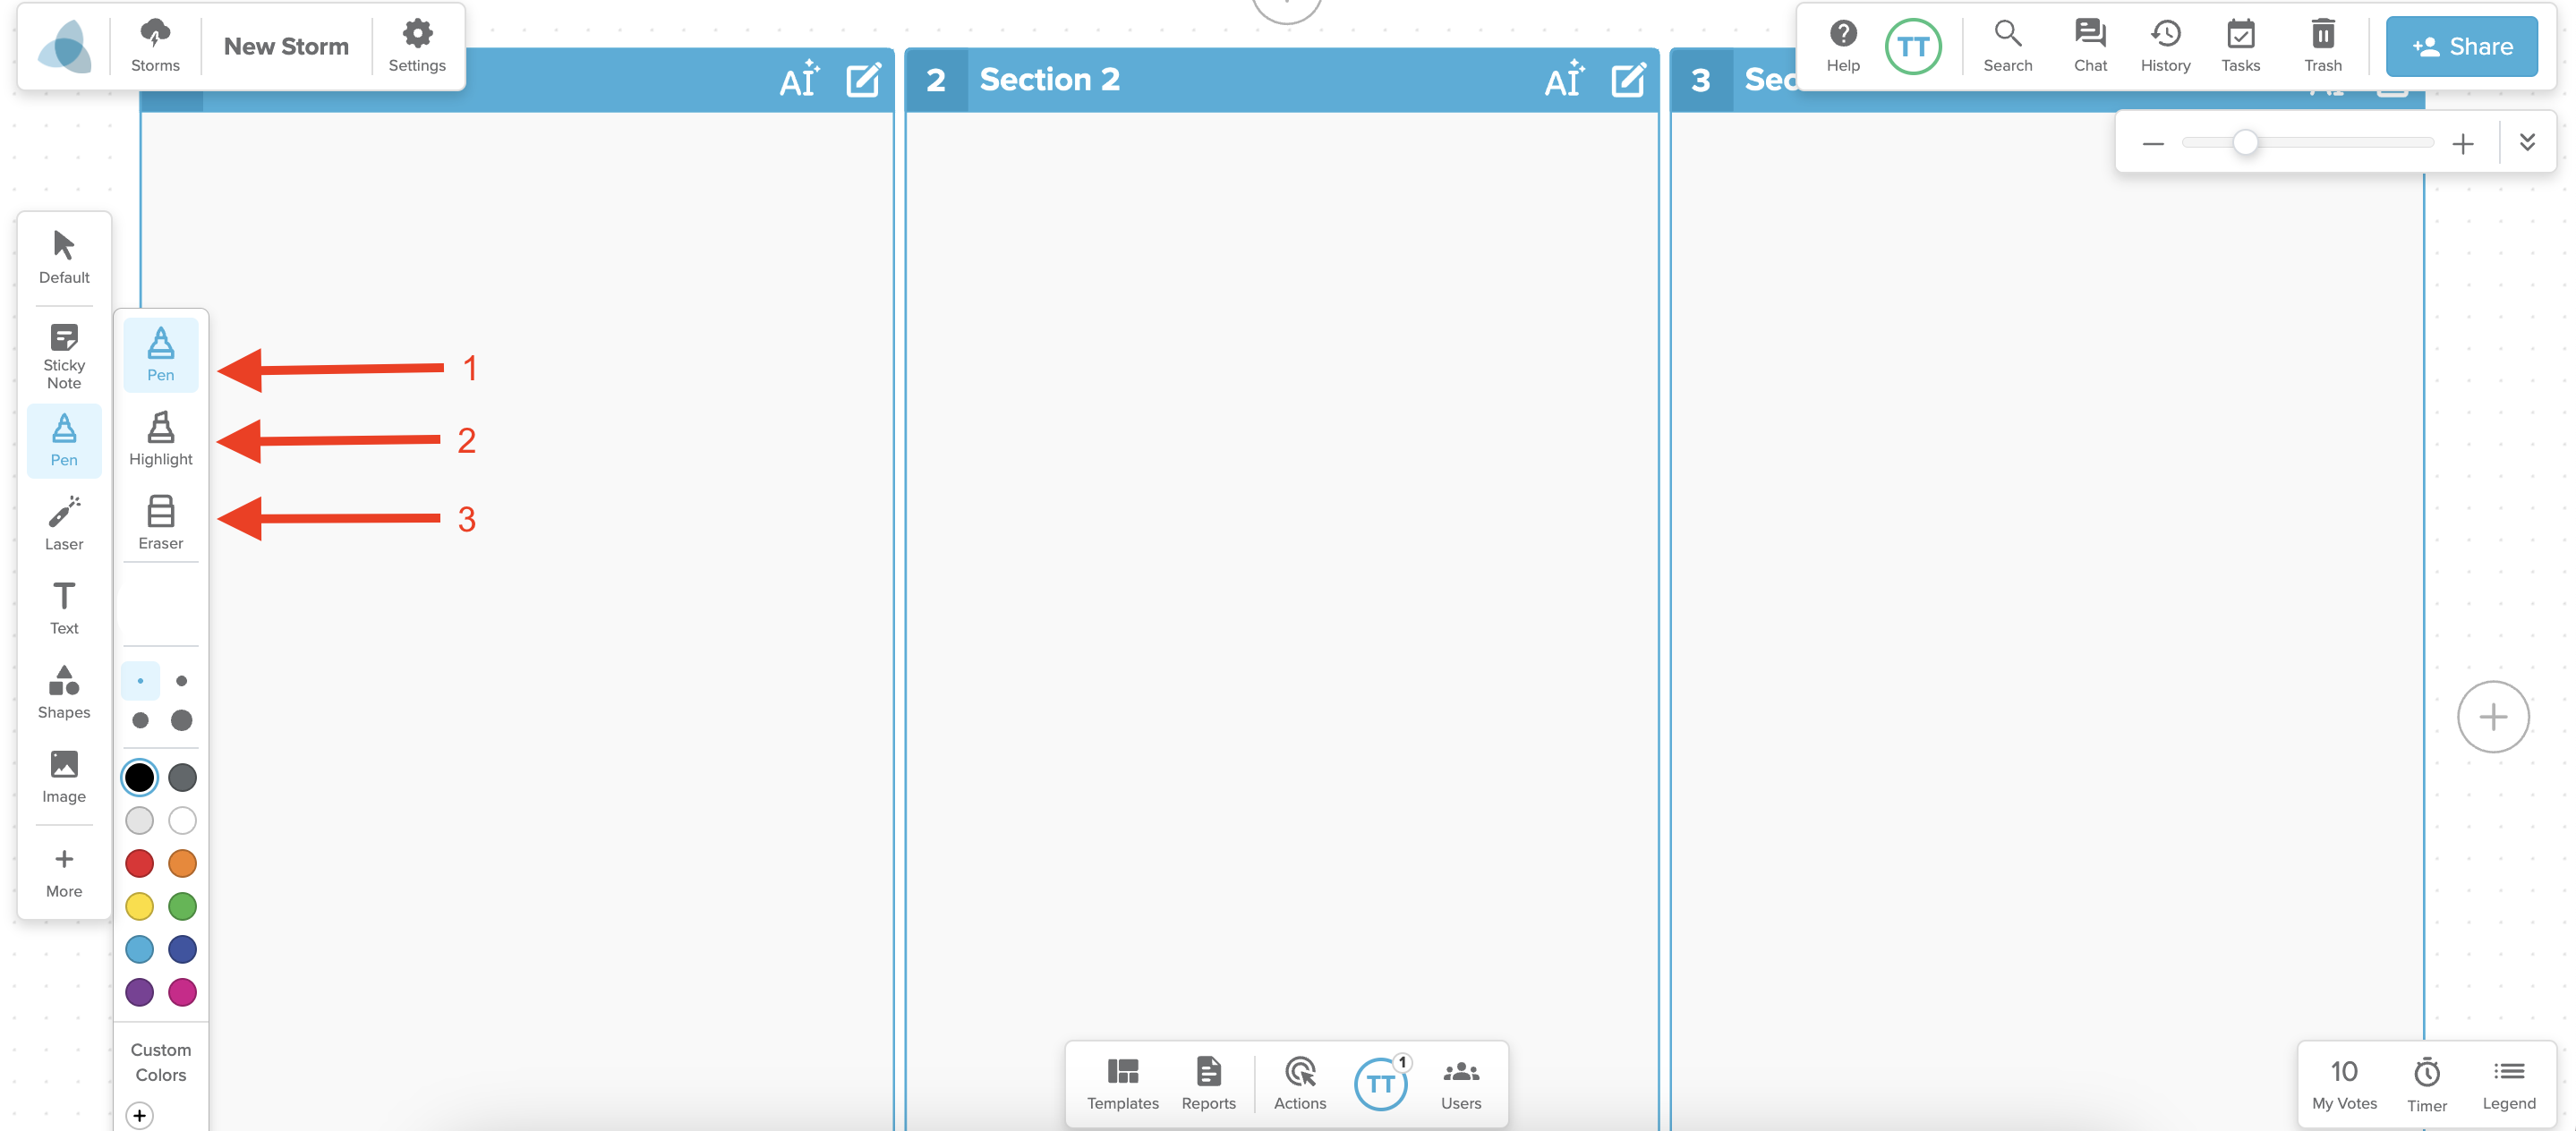 Storms
New Storm
Settings
AI
2 Section 2 AI
3 Sec
Help
TT
Search
Chat
History
Tasks
Trash
Share
Default
Sticky
Note
Pen
Laser
Text
Shapes
Image
More
Pen
Highlight
Eraser
1
2
3
Custom
Colors
Templates
Reports
Actions
TT 1
Users
10
My Votes
Timer
Legend